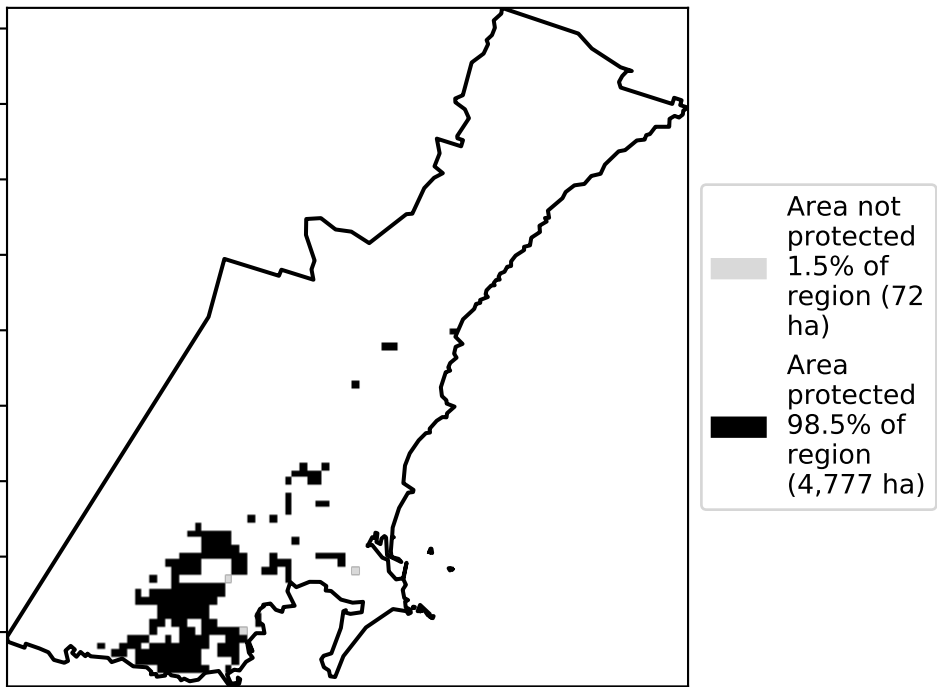 Area not
protected
1.5% of
region (72
ha)
Area
protected
98.5% of
region
(4,777 ha)